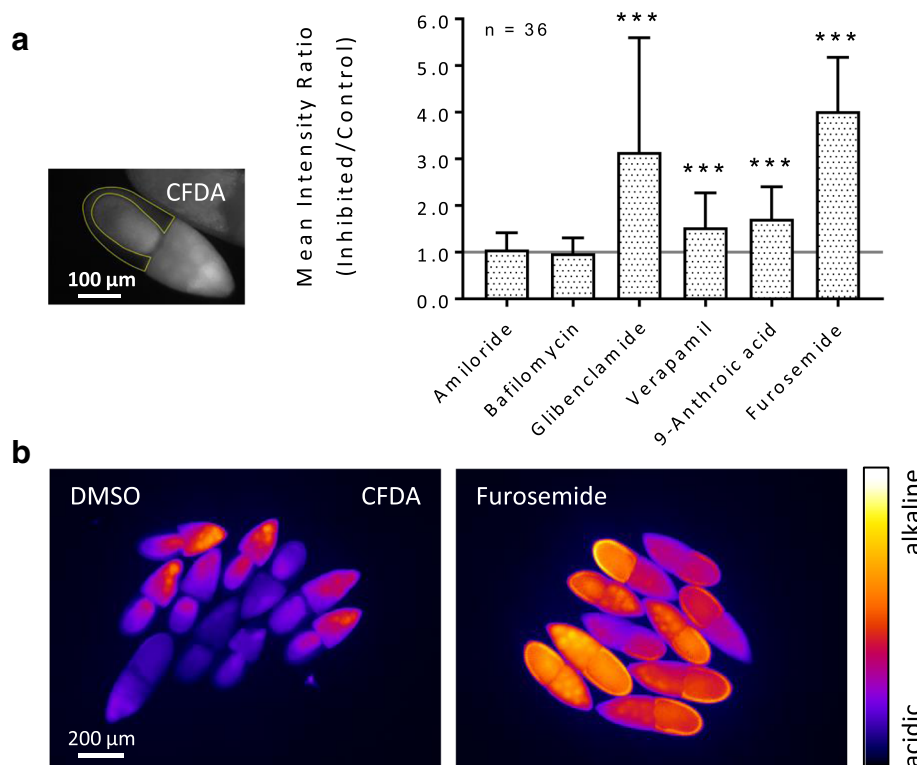 a
CFDA
100 µm
Mean Intensity Ratio
(Inhibited/Control)
6.0
5.0
4.0
3.0
2.0
1.0
0.0
n = 36
***
***
***
***
Amiloride
Bafilomycin
Glibenclamide
Verapamil
9-Anthroic acid
Furosemide
b
DMSO
CFDA
200 µm
Furosemide
alkaline
acidic